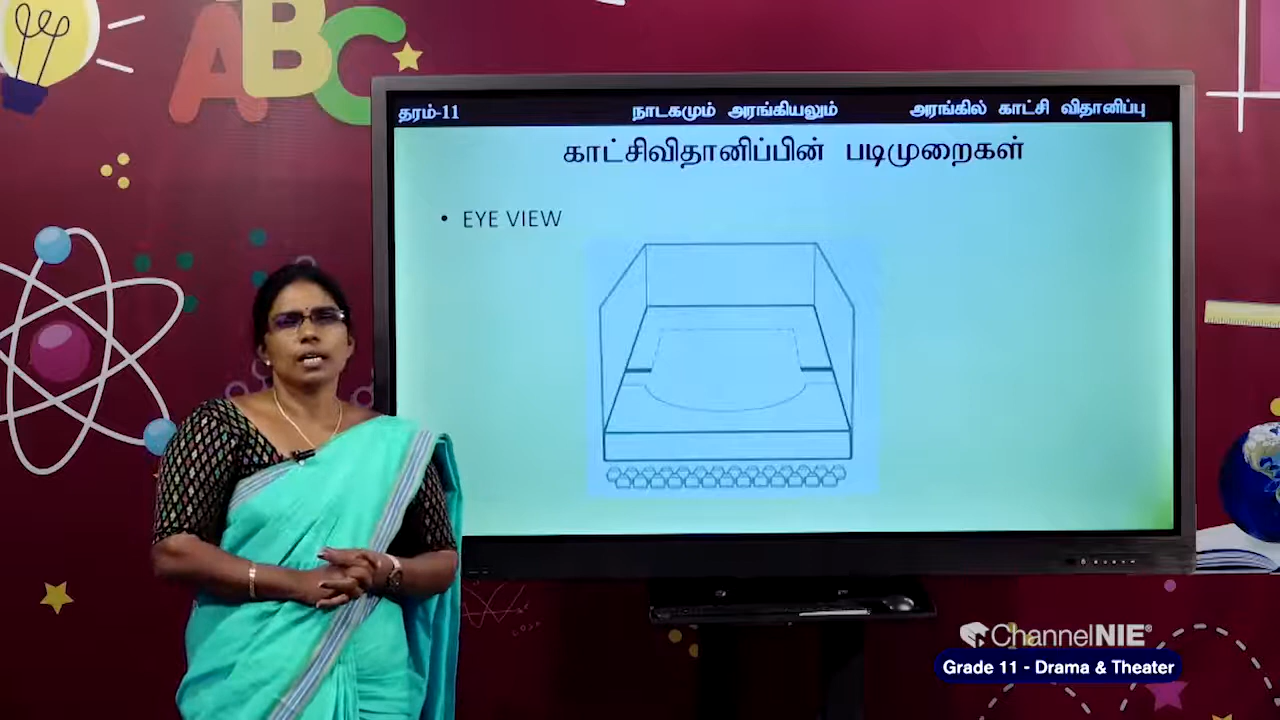 ABC
தரம்-11 நாடகமும் அரங்கியலும் அரங்கில் காட்சி விதானிப்பு
காட்சிவிதானிப்பின் படிமுறைகள்
• EYE VIEW
ChannelNIE®
Grade 11 - Drama & Theater